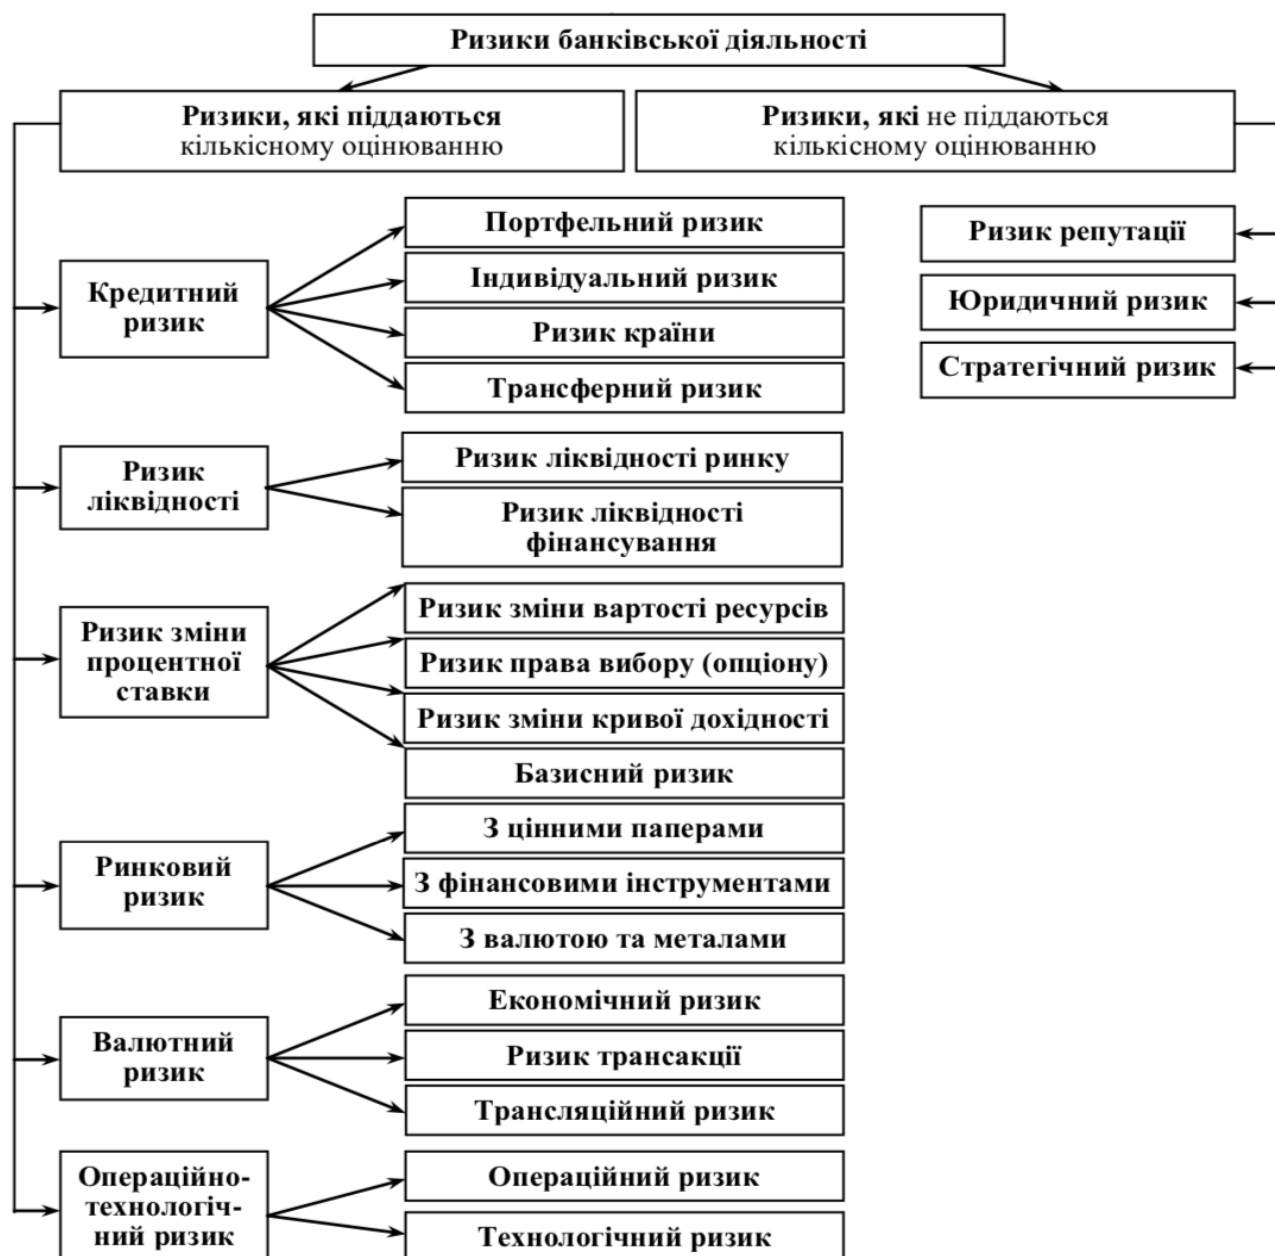 Ризики банківської діяльності
Ризики, які піддаються
кількісному оцінюванню
Ризики, які не піддаються
кількісному оцінюванню
Кредитний
ризик
Портфельний ризик
Індивідуальний ризик
Ризик країни
Трансферний ризик
Ризик репутації
Юридичний ризик
Стратегічний ризик
Ризик
ліквідності
Ризик ліквідності ринку
Ризик ліквідності
фінансування
Ризик зміни
процентної
ставки
Ризик зміни вартості ресурсів
Ризик права вибору (опціону)
Ризик зміни кривої дохідності
Базисний ризик
Ринковий
ризик
З цінними паперами
З фінансовими інструментами
З валютою та металами
Валютний
ризик
Економічний ризик
Ризик трансакції
Трансляційний ризик
Операційно-
технологіч-
ний ризик
Операційний ризик
Технологічний ризик